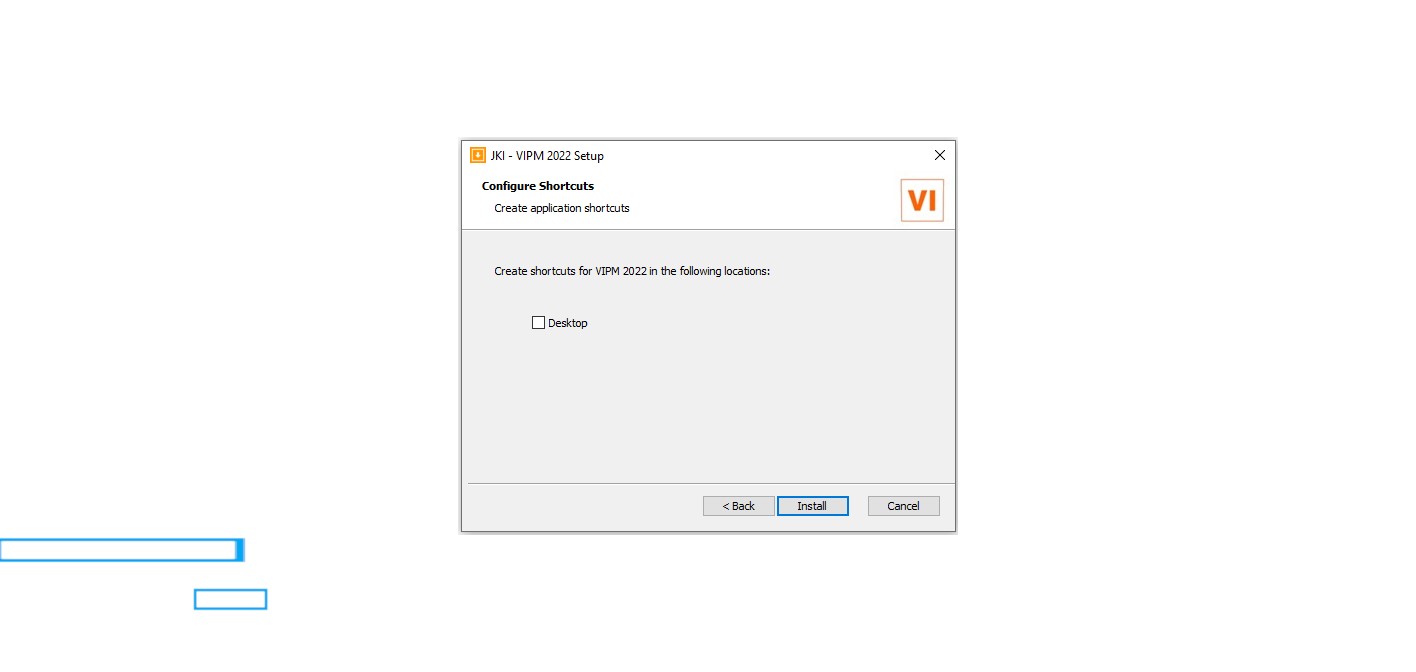 JKI - VIPM 2022 Setup
Configure Shortcuts
Create application shortcuts
VI
Create shortcuts for VIPM 2022 in the following locations:
Desktop
< Back Install Cancel